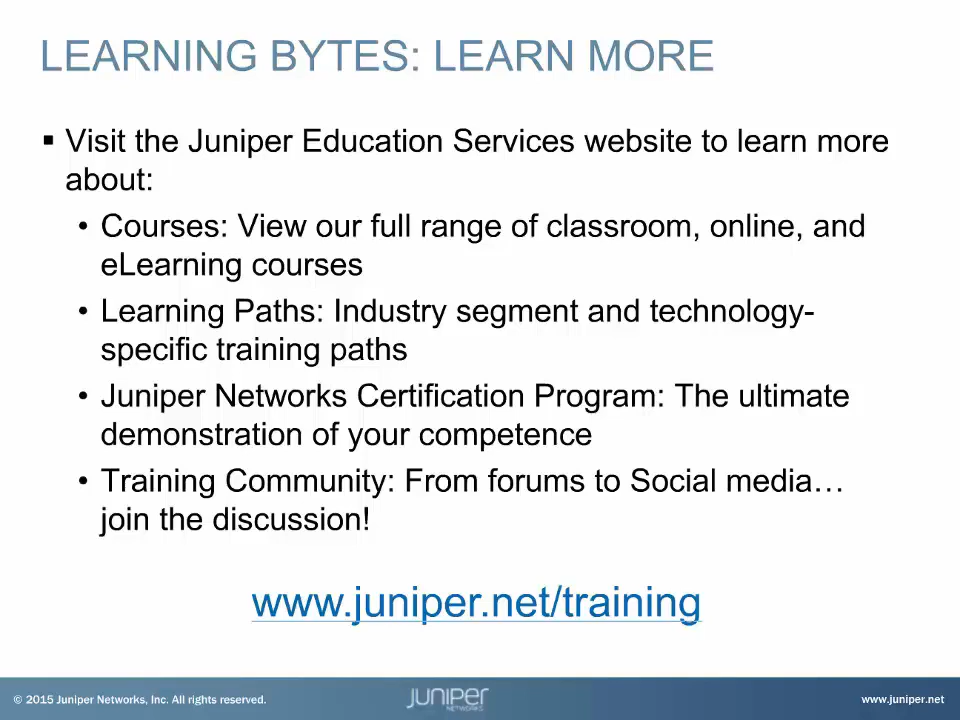 LEARNING BYTES: LEARN MORE
▪ Visit the Juniper Education Services website to learn more
about:
• Courses: View our full range of classroom, online, and
eLearning courses
• Learning Paths: Industry segment and technology-
specific training paths
• Juniper Networks Certification Program: The ultimate
demonstration of your competence
• Training Community: From forums to Social media…
join the discussion!
www.juniper.net/training
© 2015 Juniper Networks, Inc. All rights reserved.
JUNIPER
NETWORKS
www.juniper.net